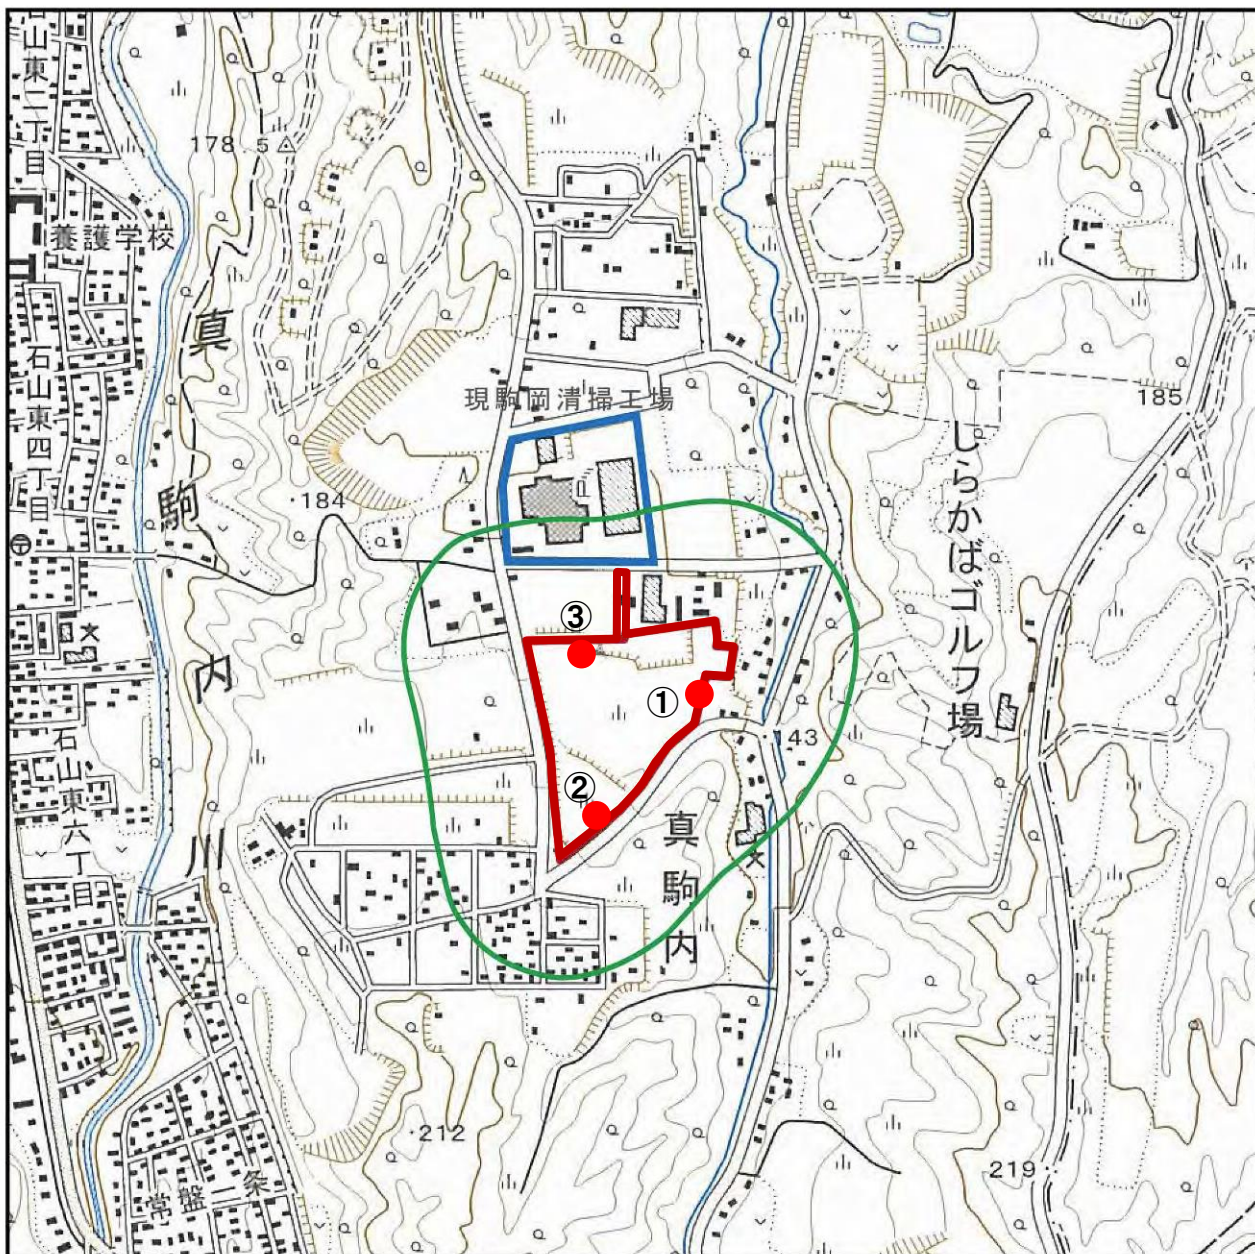 山東二丁目
178.5
養護学校
石山東四丁目
真駒内
現駒岡清掃工場
185
・184
しらかばゴルフ場
③
①
43
②
石山東六丁目
川
真駒内
・212
219
常盤一条